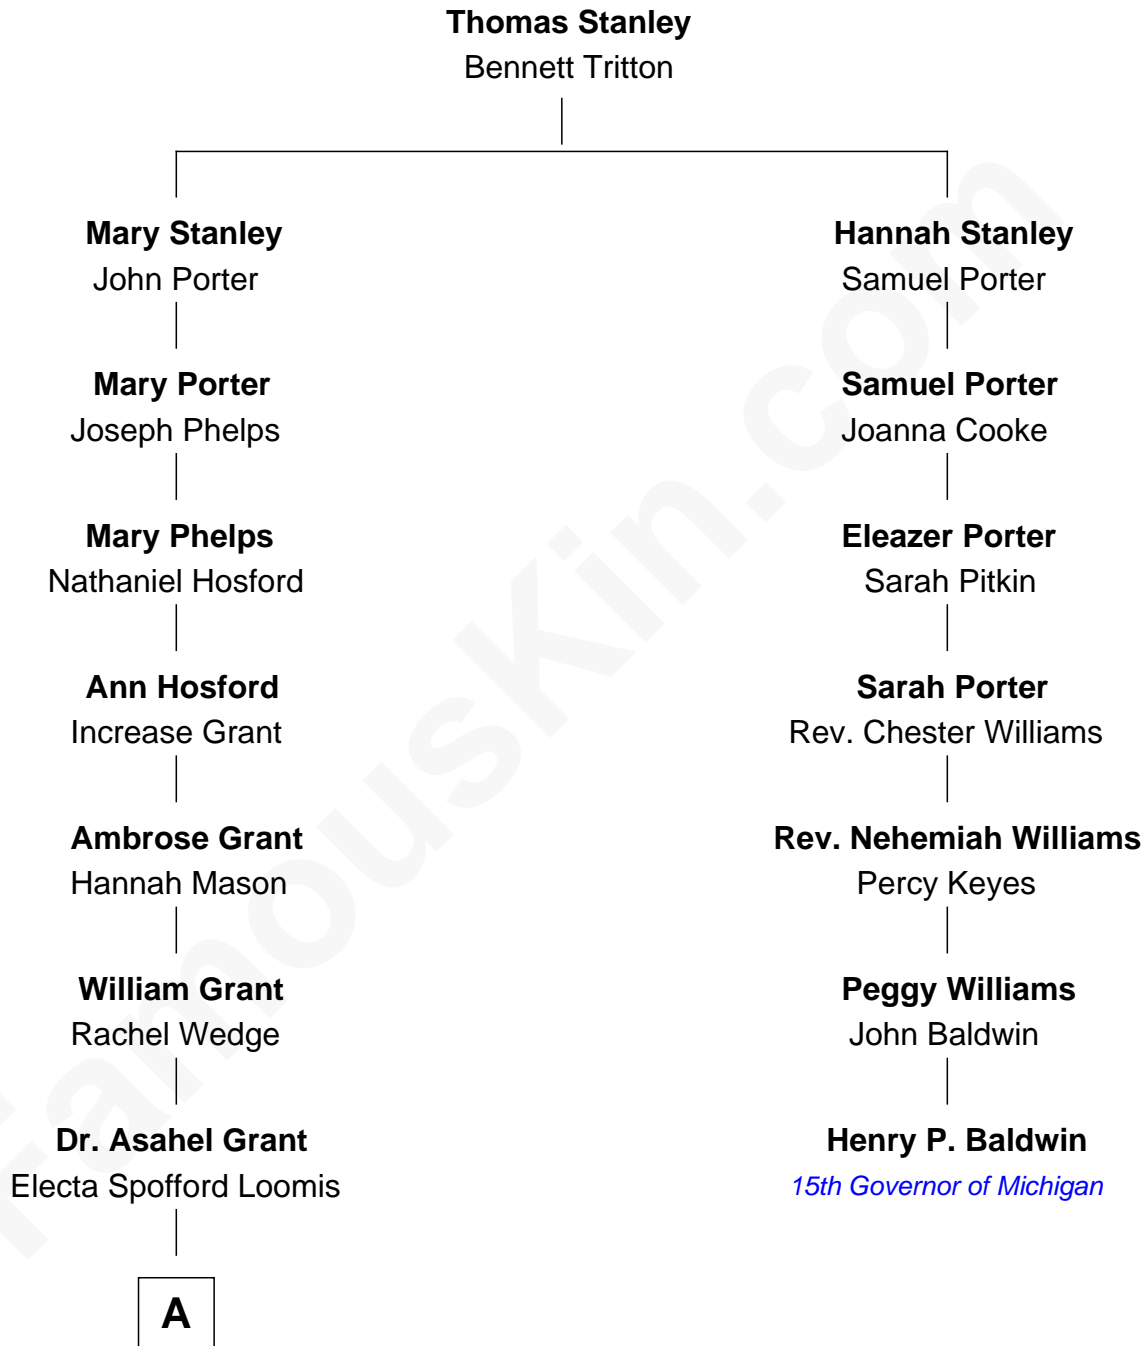 Thomas Stanley
Bennett Tritton
Mary Stanley
John Porter
Hannah Stanley
Samuel Porter
Mary Porter
Joseph Phelps
Samuel Porter
Joanna Cooke
Mary Phelps
Nathaniel Hosford
Eleazer Porter
Sarah Pitkin
Ann Hosford
Increase Grant
Sarah Porter
Rev. Chester Williams
Ambrose Grant
Hannah Mason
Rev. Nehemiah Williams
Percy Keyes
William Grant
Rachel Wedge
Peggy Williams
John Baldwin
Dr. Asahel Grant
Electa Spofford Loomis
Henry P. Baldwin
15th Governor of Michigan
A
FamousKin.com